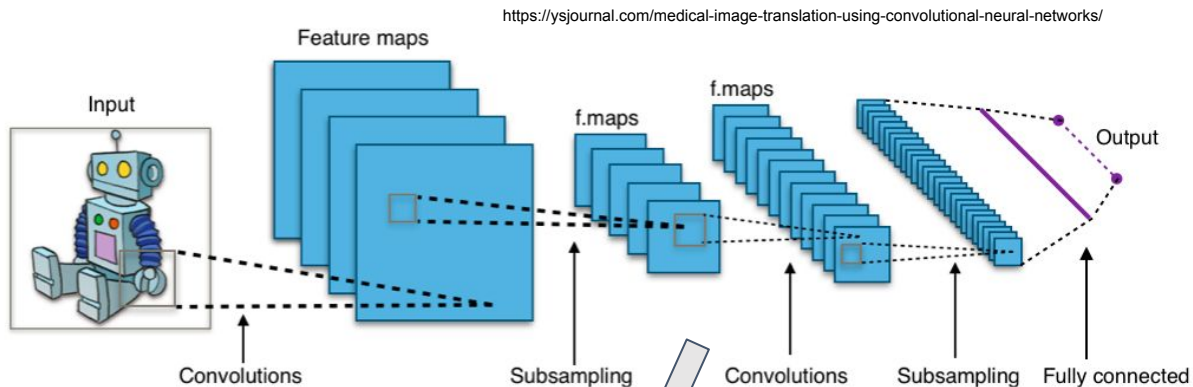 https://ysjournal.com/medical-image-translation-using-convolutional-neural-networks/
Feature maps
Input
f.maps
f.maps
Output
Convolutions
Subsampling
Convolutions
Subsampling
Fully connected